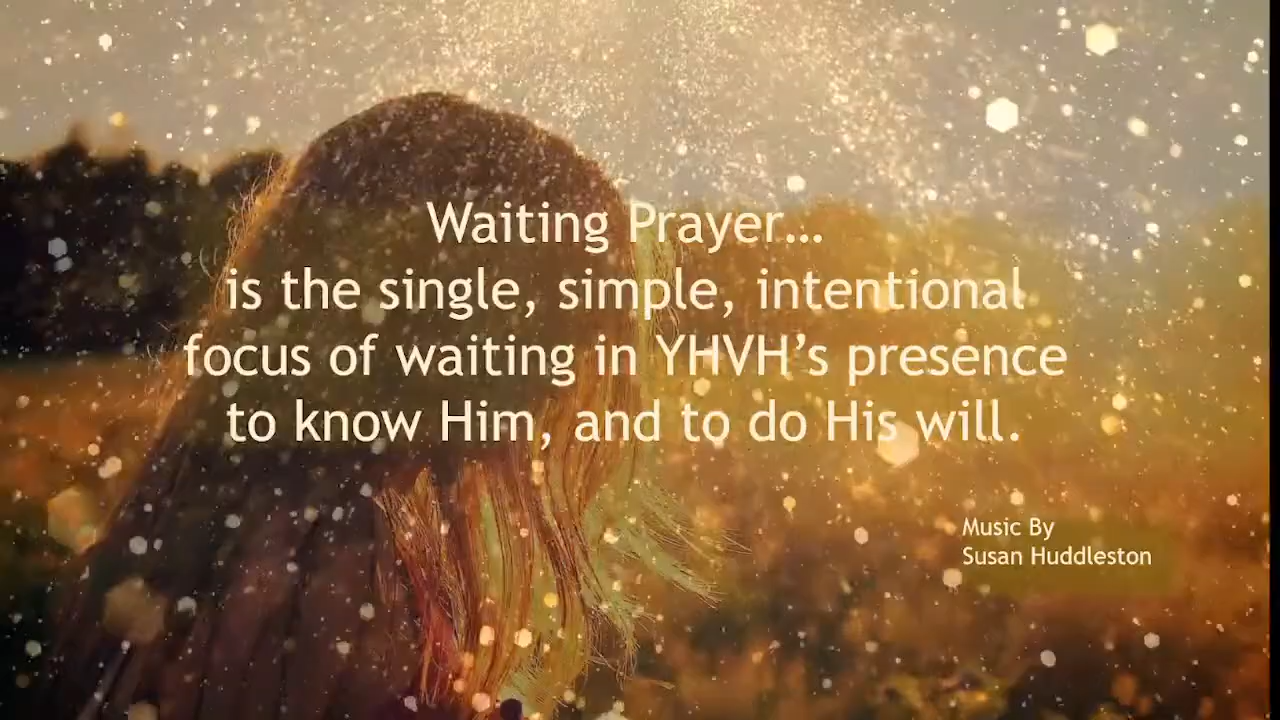 Waiting Prayer…
is the single, simple, intentional
focus of waiting in YHVH’s presence
to know Him, and to do His will.
Music By
Susan Huddleston